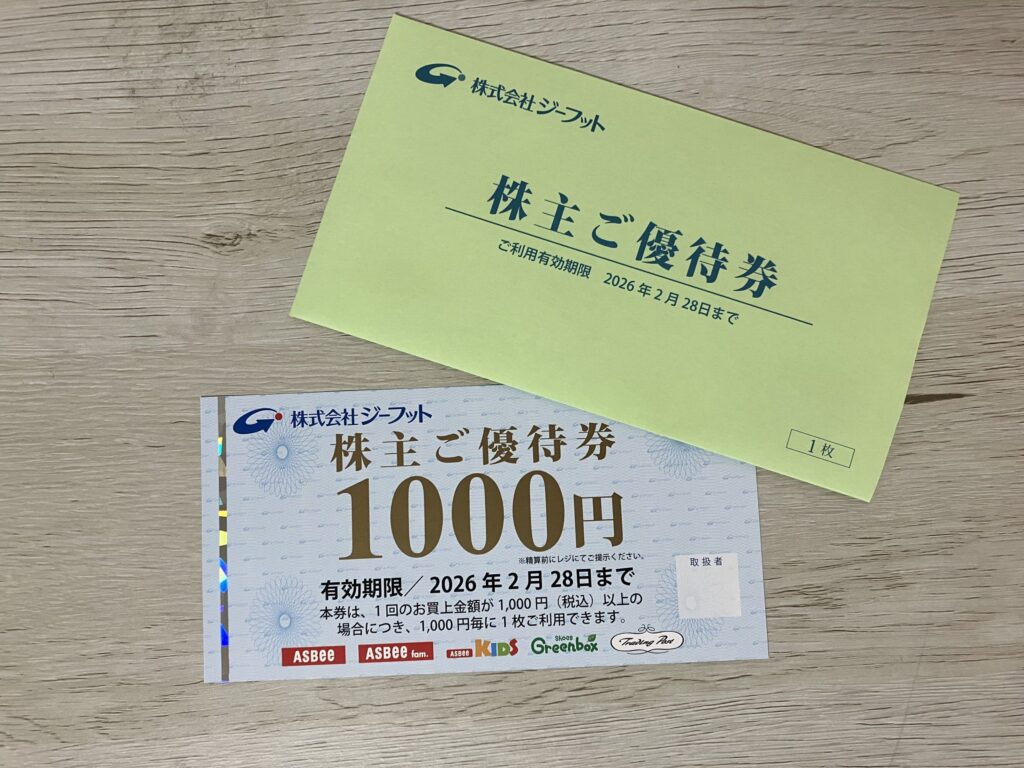 株式会社ジーフット
株主ご優待券
ご利用有効期限 2026年2月28日まで
1枚
株式会社ジーフット
株主ご優待券
1000円
※精算前にレジにてご提示ください。
有効期限／2026年2月28日まで
本券は、1回のお買上金額が1,000円（税込）以上の
場合につき、1,000円毎に1枚ご利用できます。
取扱者
ASBee
ASBee fam.
ASBee KIDS
Shoes
Greenbox
Trading Post